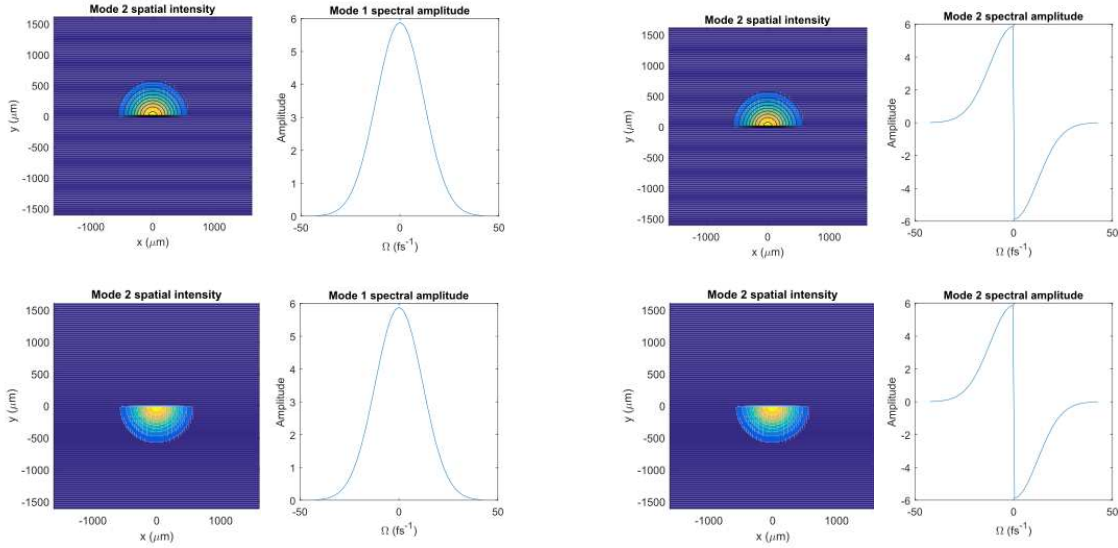 Mode 2 spatial intensity
1500
1000
500
0
-500
-1000
-1500
y (μm)
-1000 0 1000
x (μm)
Mode 1 spectral amplitude
6
5
4
3
2
1
0
Amplitude
-50 0 50
Ω (fs-1)
Mode 2 spatial intensity
1500
1000
500
0
-500
-1000
-1500
y (μm)
-1000 0 1000
x (μm)
Mode 2 spectral amplitude
6
4
2
0
-2
-4
-6
Amplitude
-50 0 50
Ω (fs-1)
Mode 2 spatial intensity
1500
1000
500
0
-500
-1000
-1500
y (μm)
-1000 0 1000
x (μm)
Mode 1 spectral amplitude
6
5
4
3
2
1
0
Amplitude
-50 0 50
Ω (fs-1)
Mode 2 spatial intensity
1500
1000
500
0
-500
-1000
-1500
y (μm)
-1000 0 1000
x (μm)
Mode 2 spectral amplitude
6
4
2
0
-2
-4
-6
Amplitude
-50 0 50
Ω (fs-1)